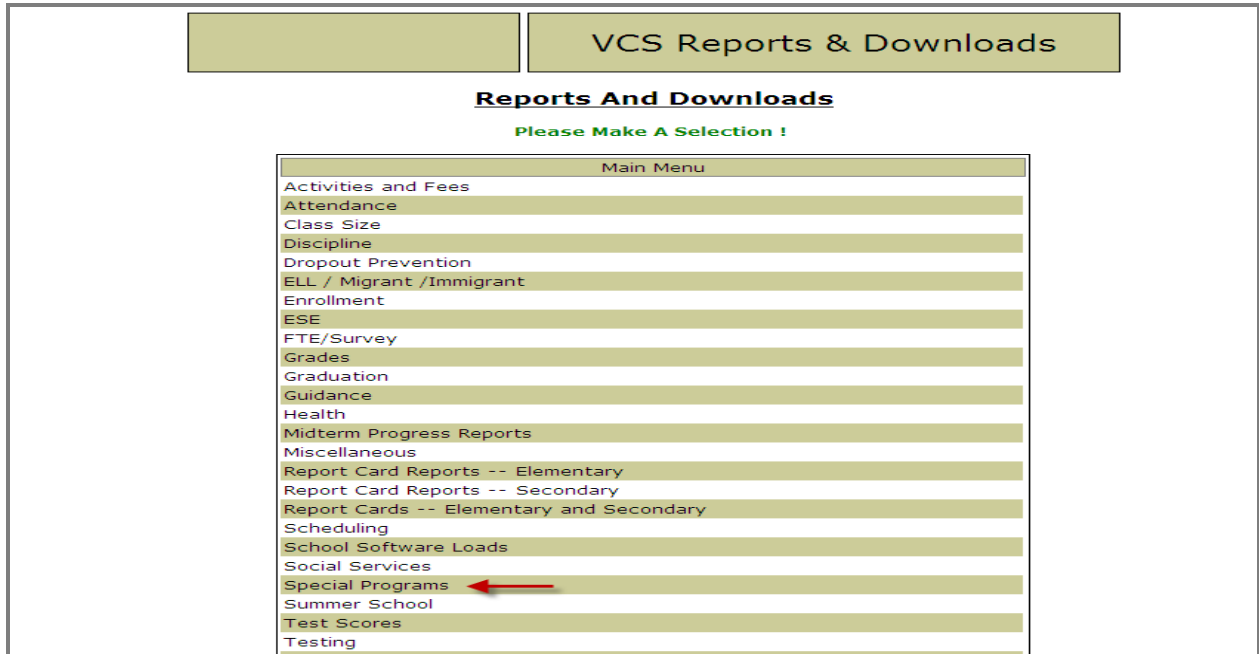 VCS Reports & Downloads
Reports And Downloads
Please Make A Selection !
Main Menu
Activities and Fees
Attendance
Class Size
Discipline
Dropout Prevention
ELL / Migrant /Immigrant
Enrollment
ESE
FTE/Survey
Grades
Graduation
Guidance
Health
Midterm Progress Reports
Miscellaneous
Report Card Reports -- Elementary
Report Card Reports -- Secondary
Report Cards -- Elementary and Secondary
Scheduling
School Software Loads
Social Services
Special Programs
Summer School
Test Scores
Testing